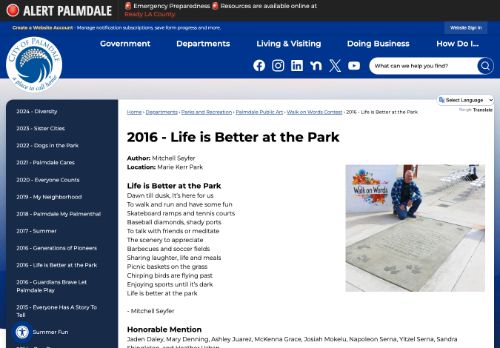 ALERT PALMDALE
🚨 Emergency Preparedness 🚨 Resources are available online at
Ready LA County.
Create a Website Account - Manage notification subscriptions, save form progress and more.
Website Sign In
CITY OF PALMDALE
a place to call home
Government
Departments
Living & Visiting
Doing Business
How Do I...
What can we help you find?
Select Language
Google Translate
2024 - Diversity
2023 - Sister Cities
2022 - Dogs in the Park
2021 - Palmdale Cares
2020 - Everyone Counts
2019 - My Neighborhood
2018 - Palmdale My Palmenthal
2017 - Summer
2016 - Generations of Pioneers
2016 - Life is Better at the Park
2016 - Guardians Brave Let
Palmdale Play
2015 - Everyone Has A Story To
Tell
Summer Fun
Home › Departments › Parks and Recreation › Palmdale Public Art › Walk on Words Contest › 2016 - Life is Better at the Park
2016 - Life is Better at the Park
Author: Mitchell Seyfer
Location: Marie Kerr Park
Life is Better at the Park
Dawn till dusk, it's here for us
To walk and run and have some fun
Skateboard ramps and tennis courts
Baseball diamonds, shady ports
To talk with friends or meditate
The scenery to appreciate
Barbecues and soccer fields
Sharing laughter, life and meals
Picnic baskets on the grass
Chirping birds are flying past
Enjoying sports until it's dark
Life is better at the park
- Mitchell Seyfer
Walk on Words
Honorable Mention
Jaden Daley, Mary Denning, Ashley Juarez, McKenna Grace, Josiah Mokelu, Napoleon Serna, Yitzel Serna, Sandra